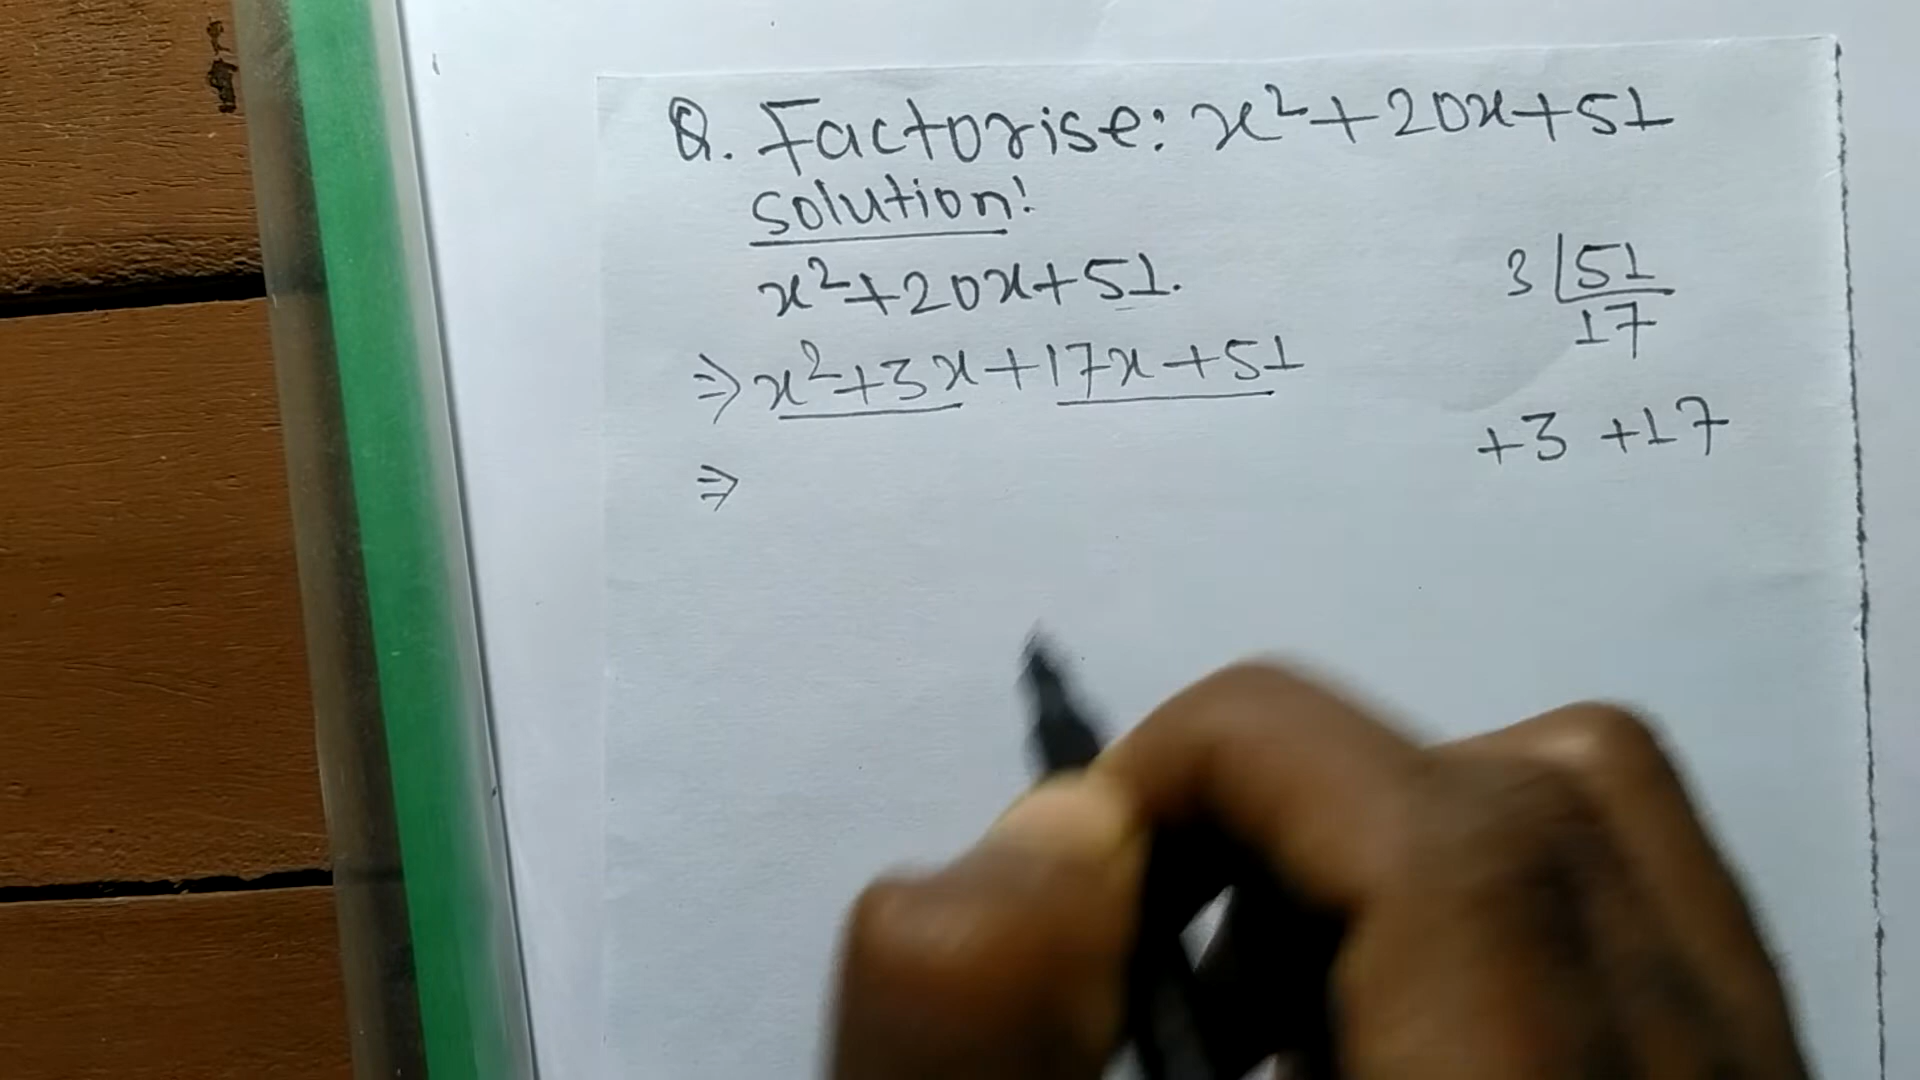 Q. Factorise: x²+20x+51
solution!
x²+20x+51.
⇒ x²+3x+17x+51
⇒
3 | 51
17
+3 +17